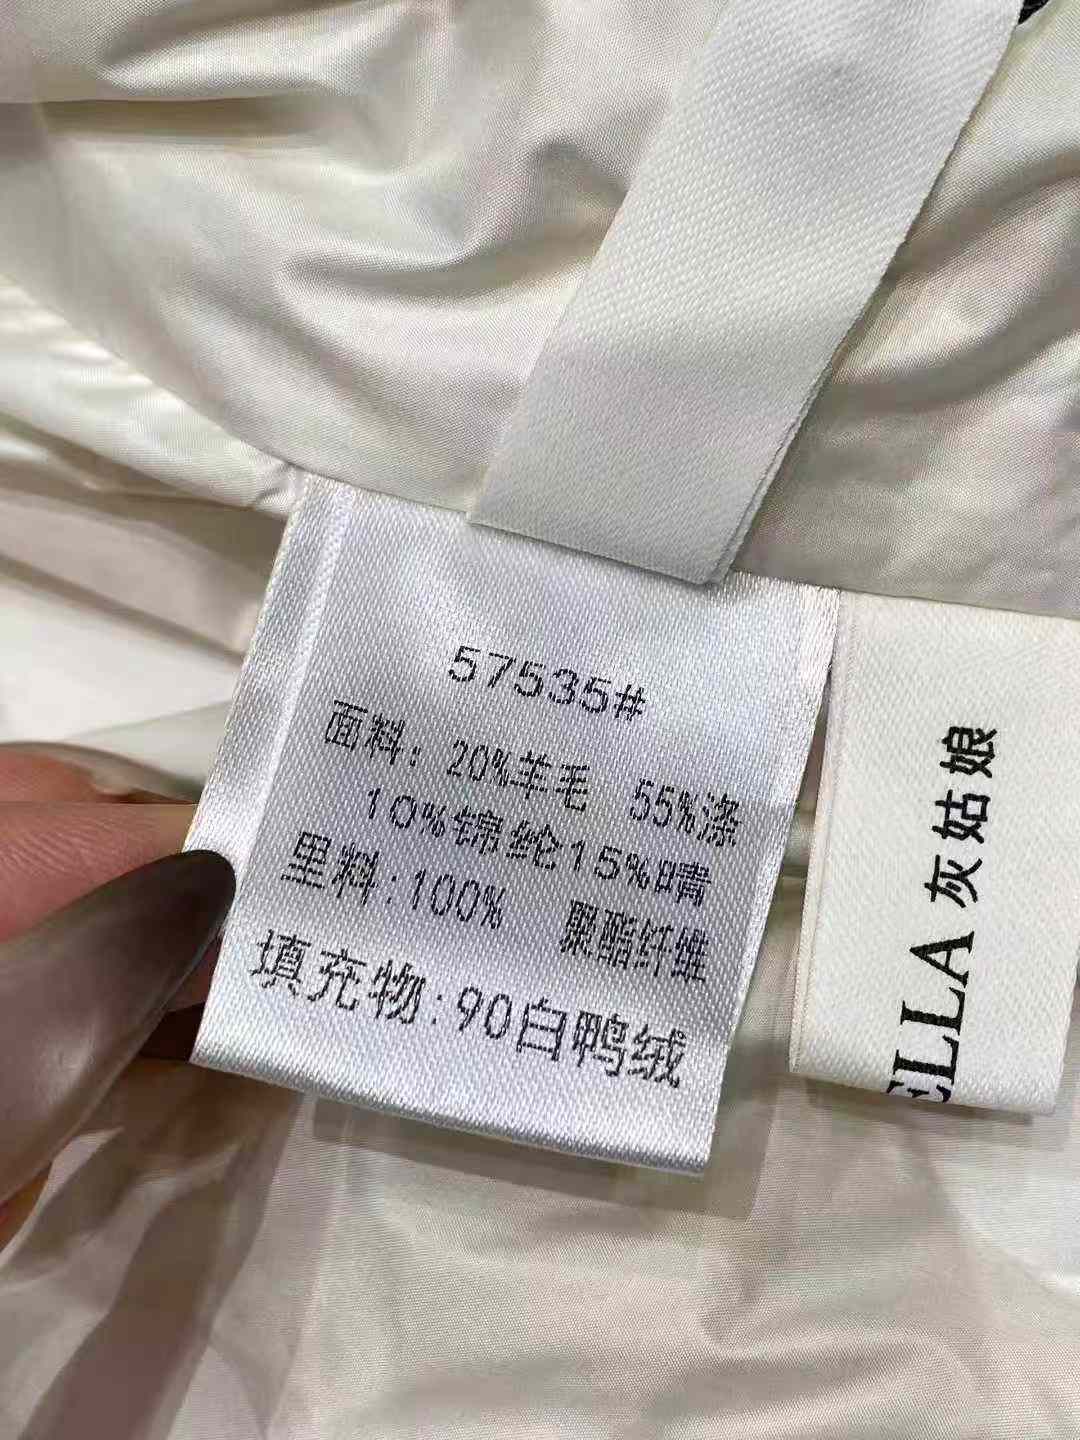 57535#
面料: 20%羊毛 55%涤
10%锦纶15%晴
里料:100% 聚酯纤维
填充物:90白鸭绒
ELLA 灰姑娘